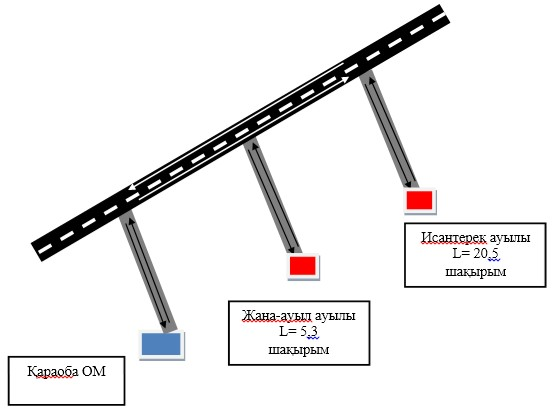 Исантерек ауылы
L= 20,5
шақырым
Жаңа-ауыл ауылы
L= 5,3
шақырым
Қараоба ОМ